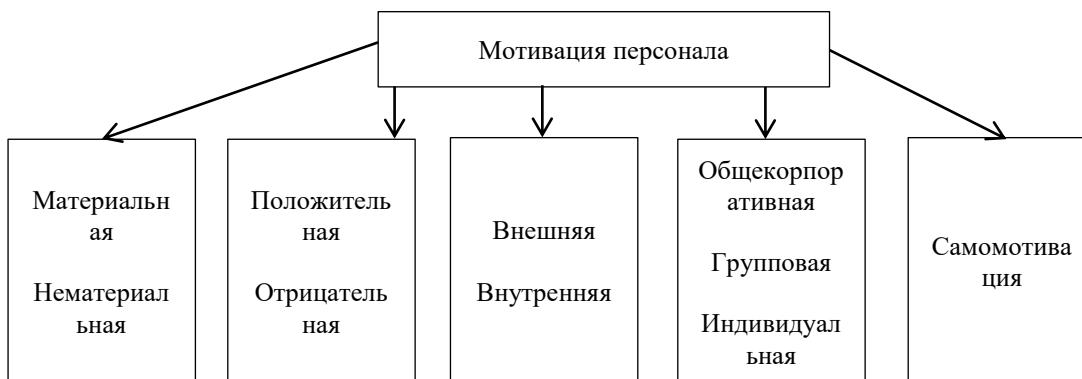 Мотивация персонала
Материальн
ая
Нематериал
ьная
Положитель
ная
Отрицатель
ная
Внешняя
Внутренняя
Общекорпор
ативная
Групповая
Индивидуал
ьная
Самомотива
ция